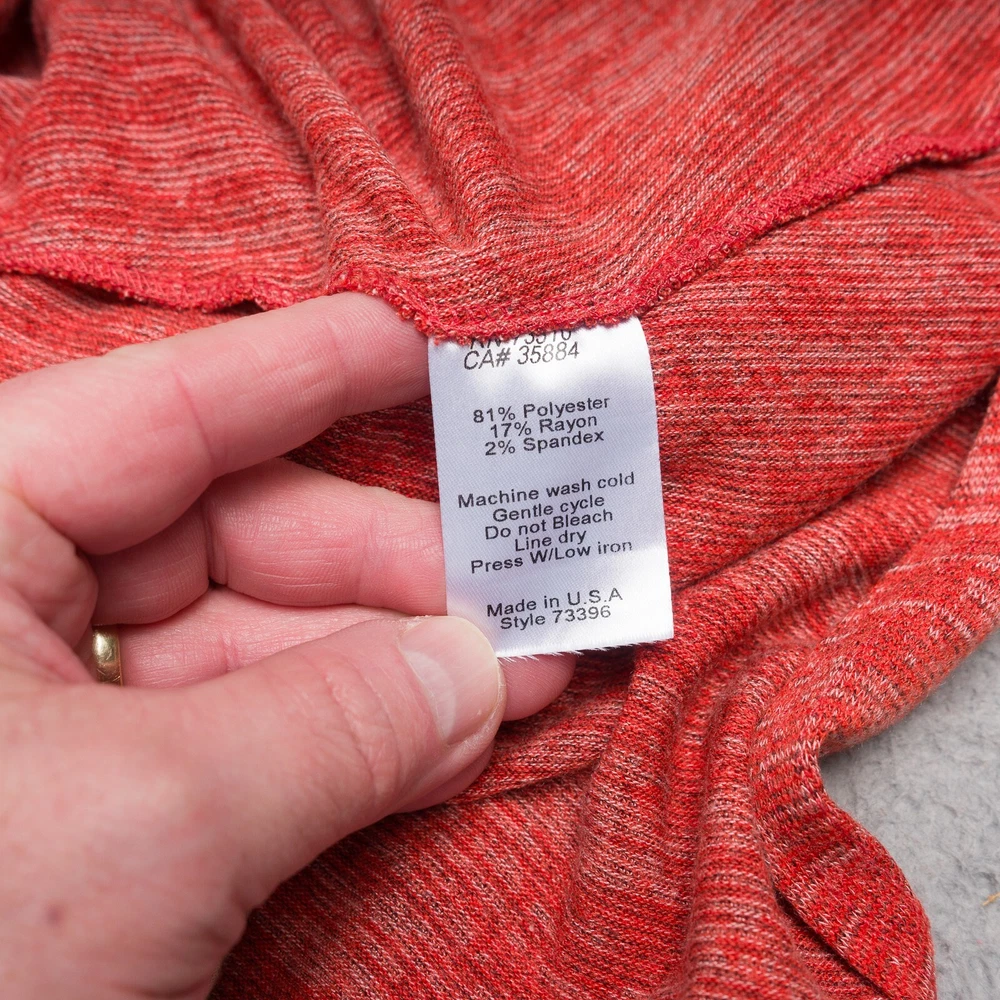 CA# 35884
81% Polyester
17% Rayon
2% Spandex
Machine wash cold
Gentle cycle
Do not Bleach
Line dry
Press W/Low iron
Made in U.S.A
Style 73396